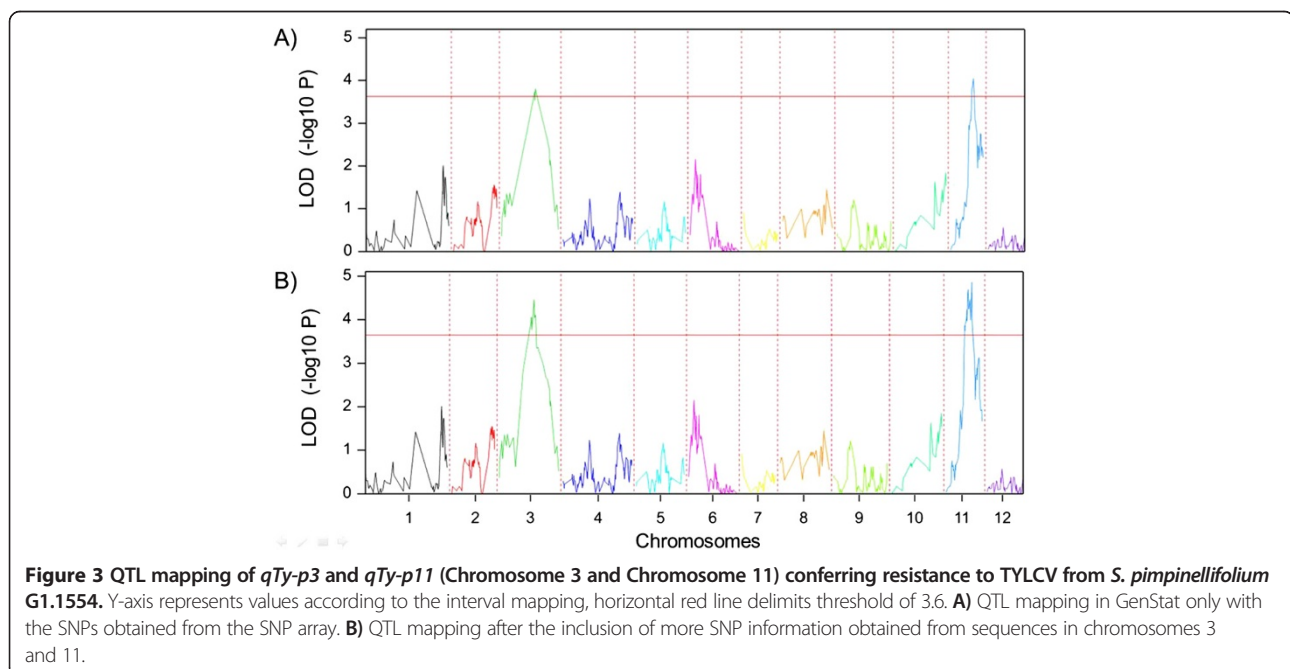 A)
5
4
3
2
1
0
LOD (-log10 P)
B)
5
4
3
2
1
0
LOD (-log10 P)
1 2 3 4 5 6 7 8 9 10 11 12
Chromosomes
Figure 3 QTL mapping of qTy-p3 and qTy-p11 (Chromosome 3 and Chromosome 11) conferring resistance to TYLCV from S. pimpinellifolium
G1.1554. Y-axis represents values according to the interval mapping, horizontal red line delimits threshold of 3.6. A) QTL mapping in GenStat only with
the SNPs obtained from the SNP array. B) QTL mapping after the inclusion of more SNP information obtained from sequences in chromosomes 3
and 11.